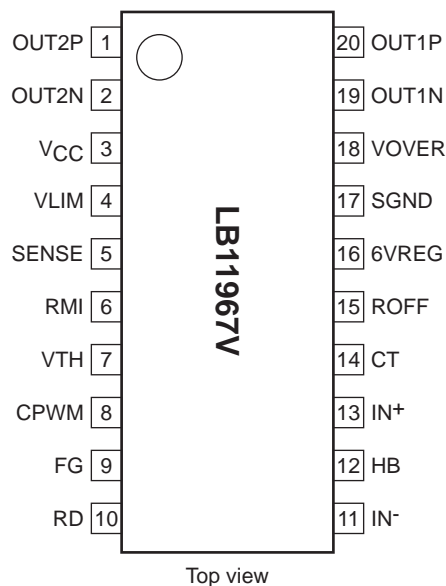 OUT2P 1 20 OUT1P
OUT2N 2 19 OUT1N
VCC 3 18 VOVER
VLIM 4 17 SGND
SENSE 5 16 6VREG
RMI 6 15 ROFF
VTH 7 14 CT
CPWM 8 13 IN+
FG 9 12 HB
RD 10 11 IN-
LB11967V
Top view